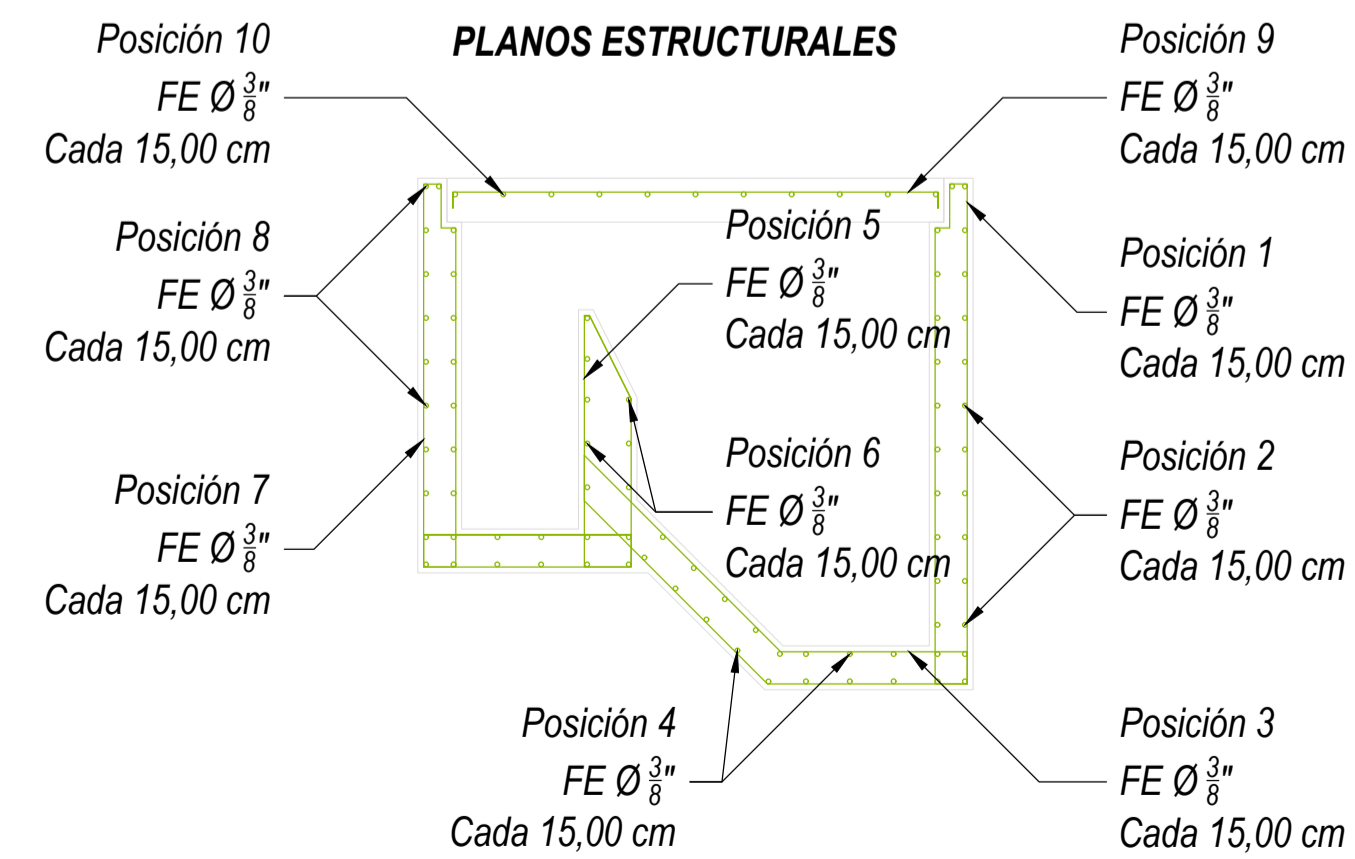 PLANOS ESTRUCTURALES
Posición 10
FE Ø 3/8"
Cada 15,00 cm
Posición 9
FE Ø 3/8"
Cada 15,00 cm
Posición 8
FE Ø 3/8"
Cada 15,00 cm
Posición 5
FE Ø 3/8"
Cada 15,00 cm
Posición 1
FE Ø 3/8"
Cada 15,00 cm
Posición 7
FE Ø 3/8"
Cada 15,00 cm
Posición 6
FE Ø 3/8"
Cada 15,00 cm
Posición 2
FE Ø 3/8"
Cada 15,00 cm
Posición 4
FE Ø 3/8"
Cada 15,00 cm
Posición 3
FE Ø 3/8"
Cada 15,00 cm